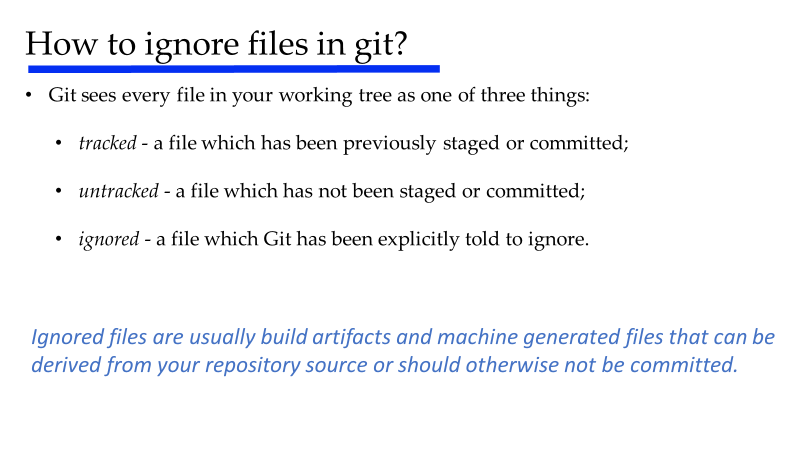 How to ignore files in git?
• Git sees every file in your working tree as one of three things:
• tracked - a file which has been previously staged or committed;
• untracked - a file which has not been staged or committed;
• ignored - a file which Git has been explicitly told to ignore.
Ignored files are usually build artifacts and machine generated files that can be
derived from your repository source or should otherwise not be committed.